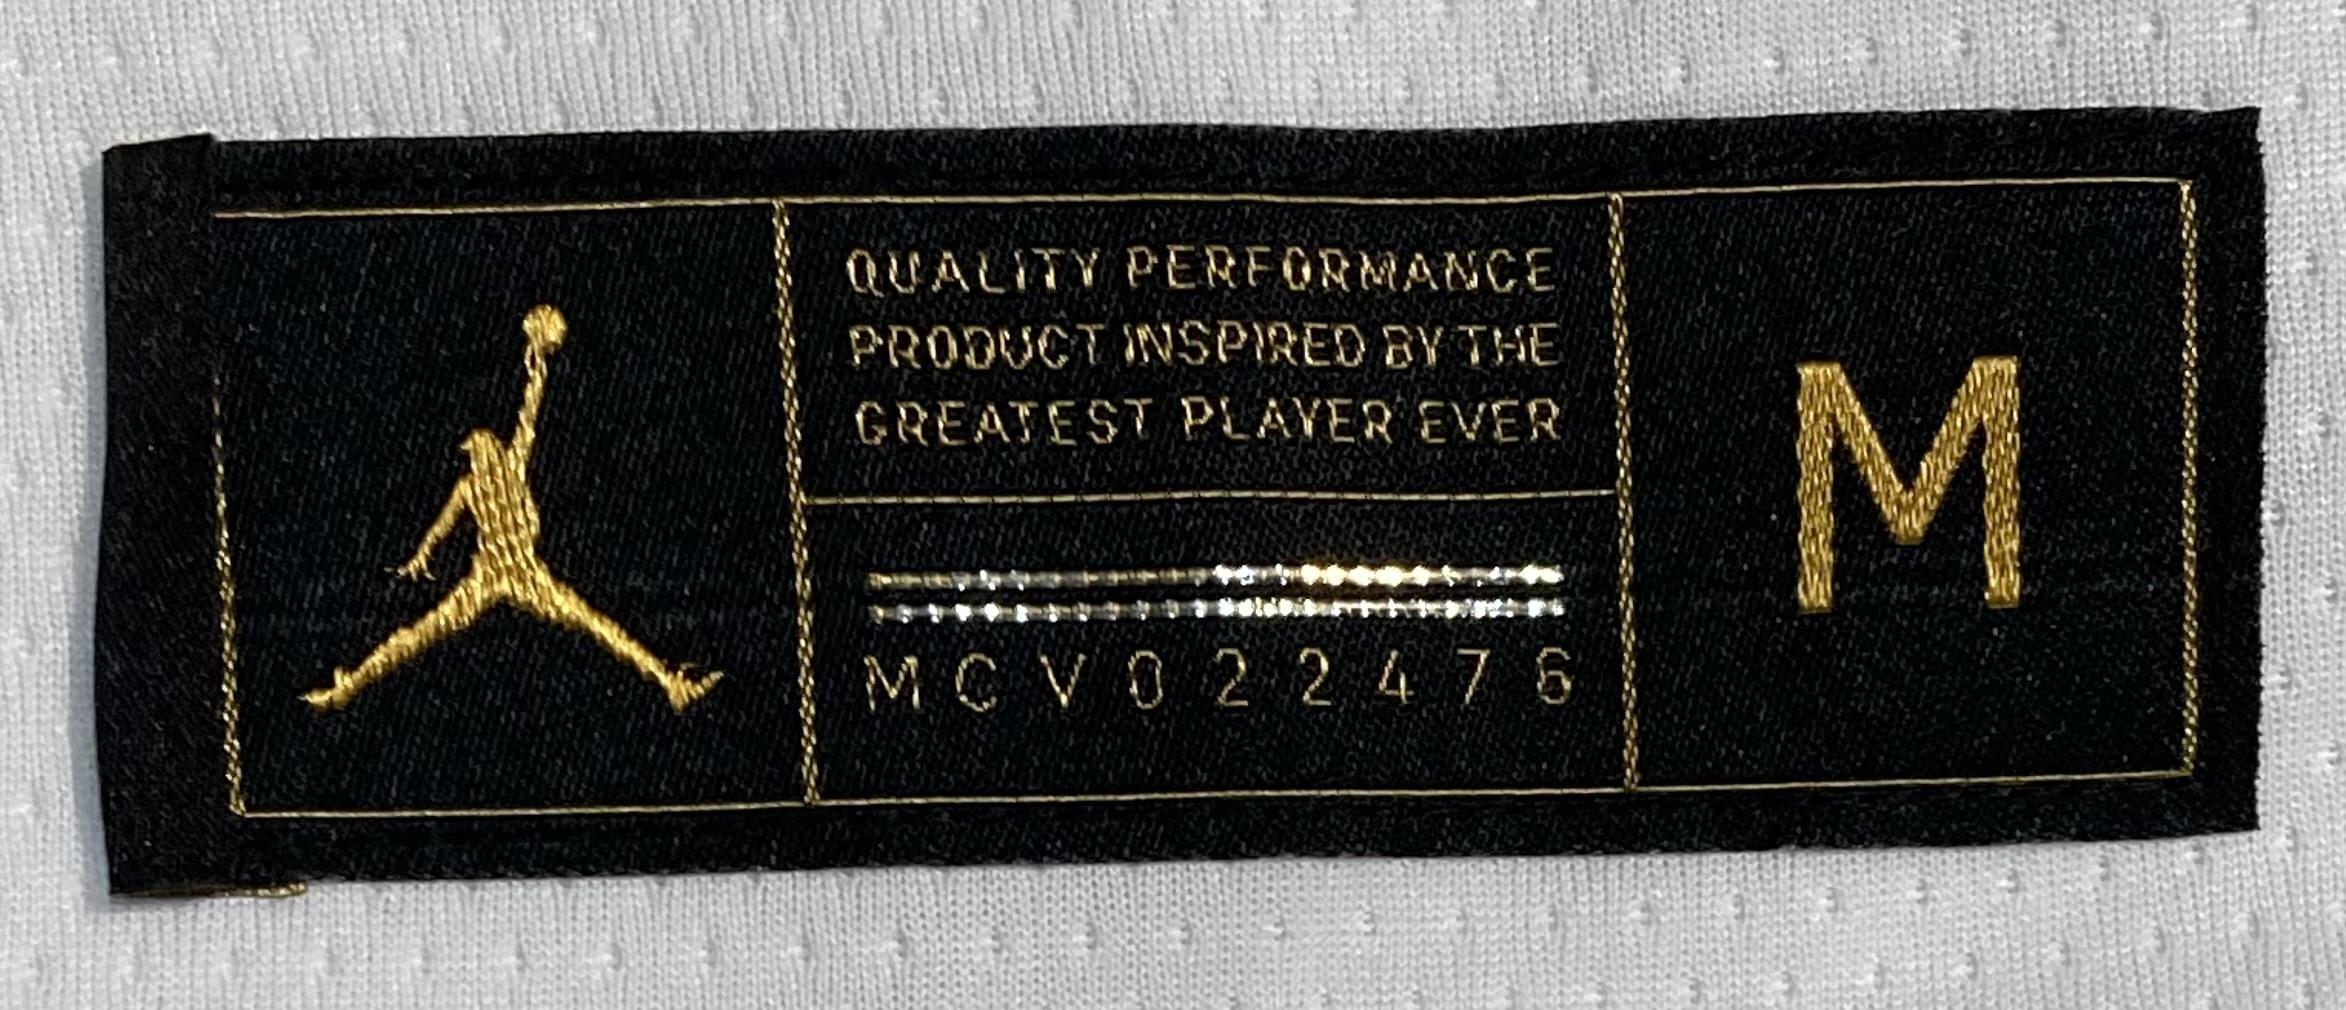 QUALITY PERFORMANCE
PRODUCT INSPIRED BY THE
GREATEST PLAYER EVER
MCV022476
M